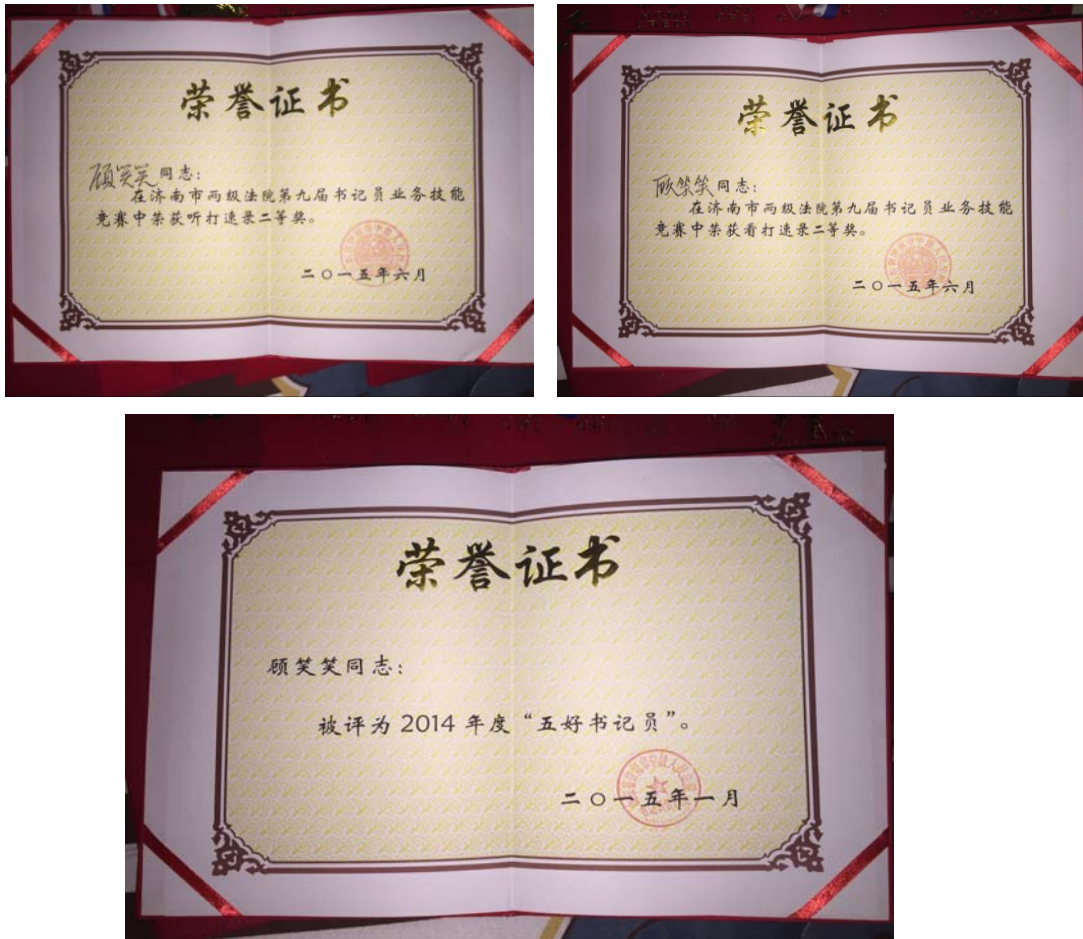 荣誉证书
顾笑笑同志：
在济南市两级法院第九届书记员业务技能
竞赛中荣获听打速录二等奖。
二〇一五年六月
荣誉证书
顾笑笑同志：
在济南市两级法院第九届书记员业务技能
竞赛中荣获看打速录二等奖。
二〇一五年六月
荣誉证书
顾笑笑同志：
被评为 2014 年度“五好书记员”。
二〇一五年一月